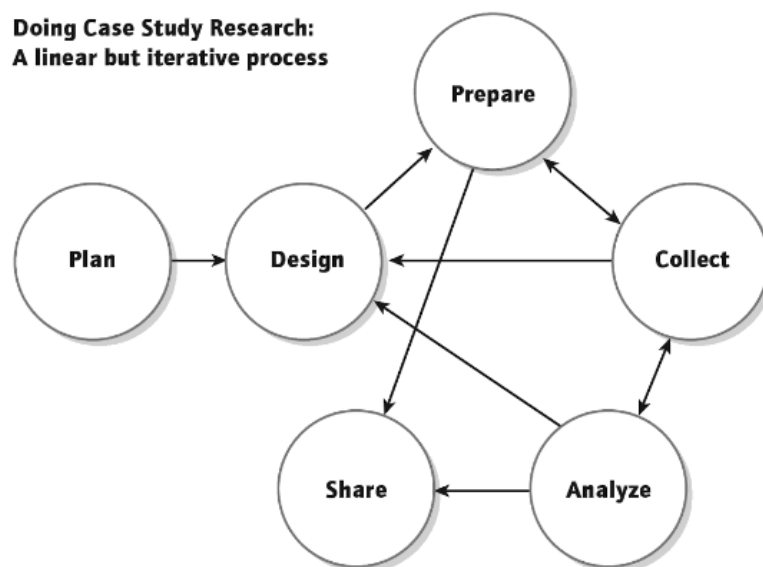 Doing Case Study Research:
A linear but iterative process
Prepare
Plan
Design
Collect
Share
Analyze